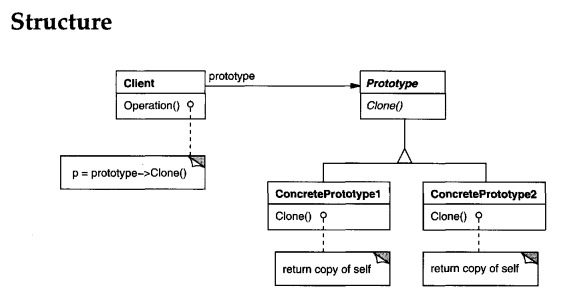 Structure
Client
prototype
Prototype
Operation()
Clone()
p = prototype->Clone()
ConcretePrototype1
ConcretePrototype2
Clone()
Clone()
return copy of self
return copy of self